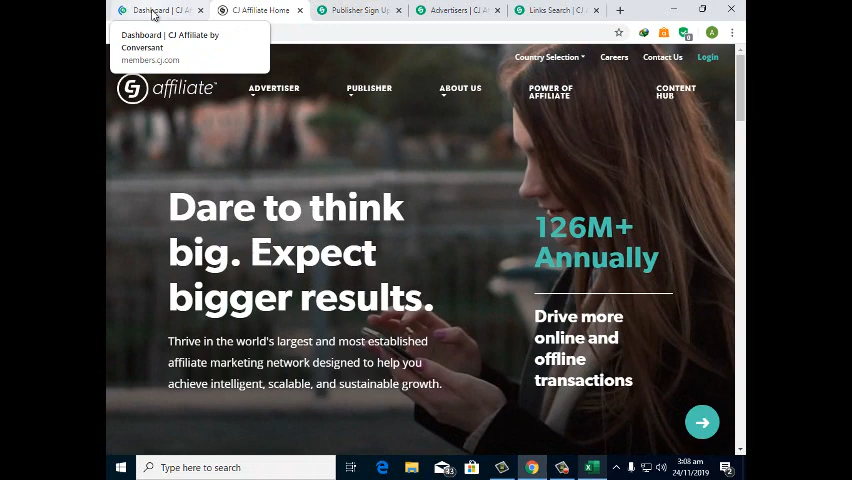 Dashboard | CJ Af
CJ Affiliate Home
Publisher Sign Up
Advertisers | CJ Af
Links Search | CJ
Dashboard | CJ Affiliate by
Conversant
members.cj.com
A
0
Country Selection
Careers
Contact Us
Login
CJ affiliate™
ADVERTISER
PUBLISHER
ABOUT US
POWER OF
AFFILIATE
CONTENT
HUB
Dare to think
big. Expect
bigger results.
Thrive in the world's largest and most established
affiliate marketing network designed to help you
achieve intelligent, scalable, and sustainable growth.
126M+
Annually
Drive more
online and
offline
transactions
Type here to search
3:08 am
24/11/2019
2